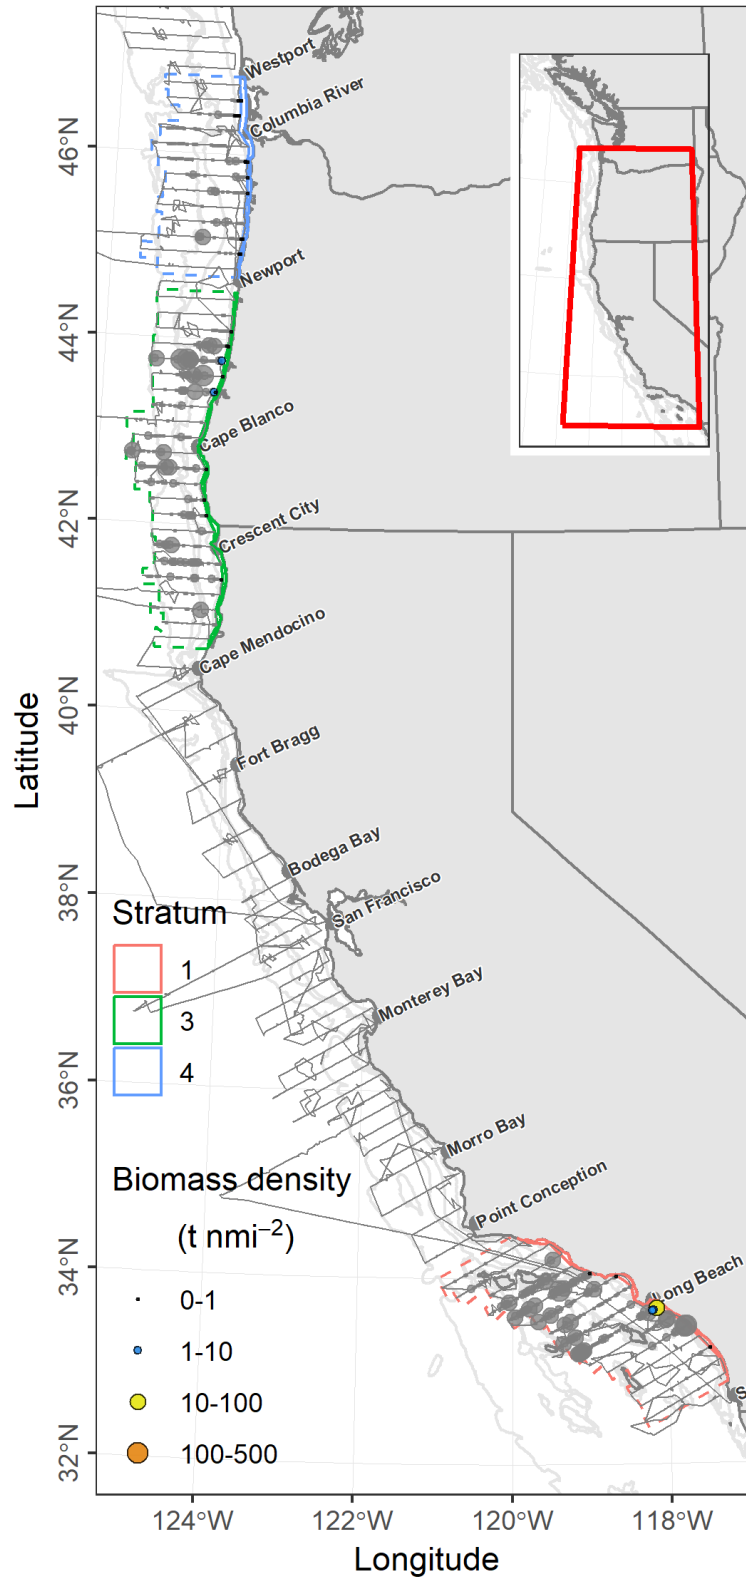 Westport
Columbia River
46°N
Newport
44°N
Cape Blanco
42°N
Crescent City
Cape Mendocino
40°N
Latitude
Fort Bragg
Bodega Bay
38°N
San Francisco
Stratum
1
3
4
Monterey Bay
36°N
Morro Bay
Biomass density
(t nmi⁻²)
Point Conception
34°N
Long Beach
0-1
1-10
10-100
100-500
S
32°N
124°W
122°W
120°W
118°W
Longitude